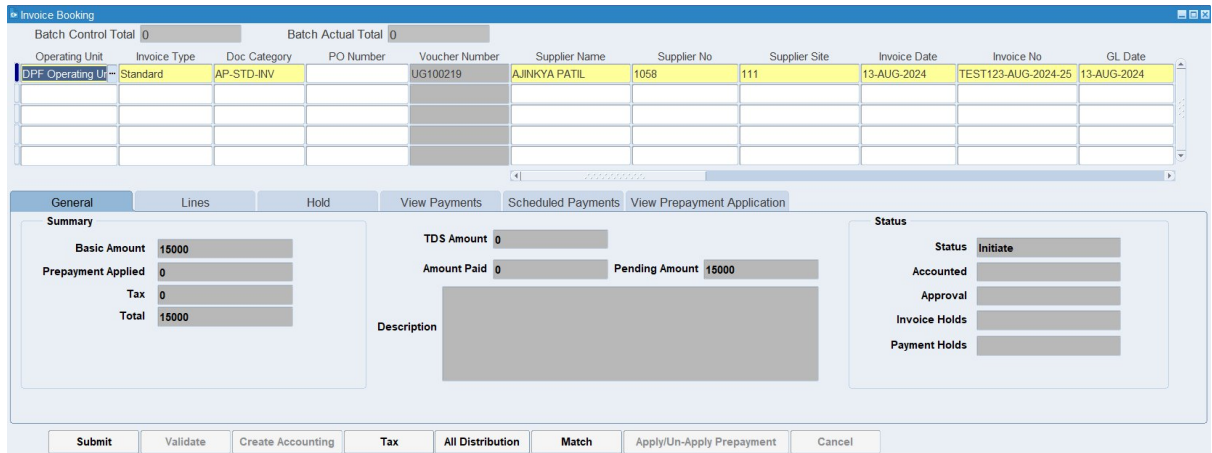 Invoice Booking
Batch Control Total 0 Batch Actual Total 0
Operating Unit Invoice Type Doc Category PO Number Voucher Number Supplier Name Supplier No Supplier Site Invoice Date Invoice No GL Date
DPF Operating Ur ... Standard AP-STD-INV UG100219 AJINKYA PATIL 1058 111 13-AUG-2024 TEST123-AUG-2024-25 13-AUG-2024
General Lines Hold View Payments Scheduled Payments View Prepayment Application
Summary Status
Basic Amount 15000 TDS Amount 0 Status Initiate
Prepayment Applied 0 Amount Paid 0 Pending Amount 15000 Accounted
Tax 0 Approval
Total 15000 Description Invoice Holds
Payment Holds
Submit Validate Create Accounting Tax All Distribution Match Apply/Un-Apply Prepayment Cancel